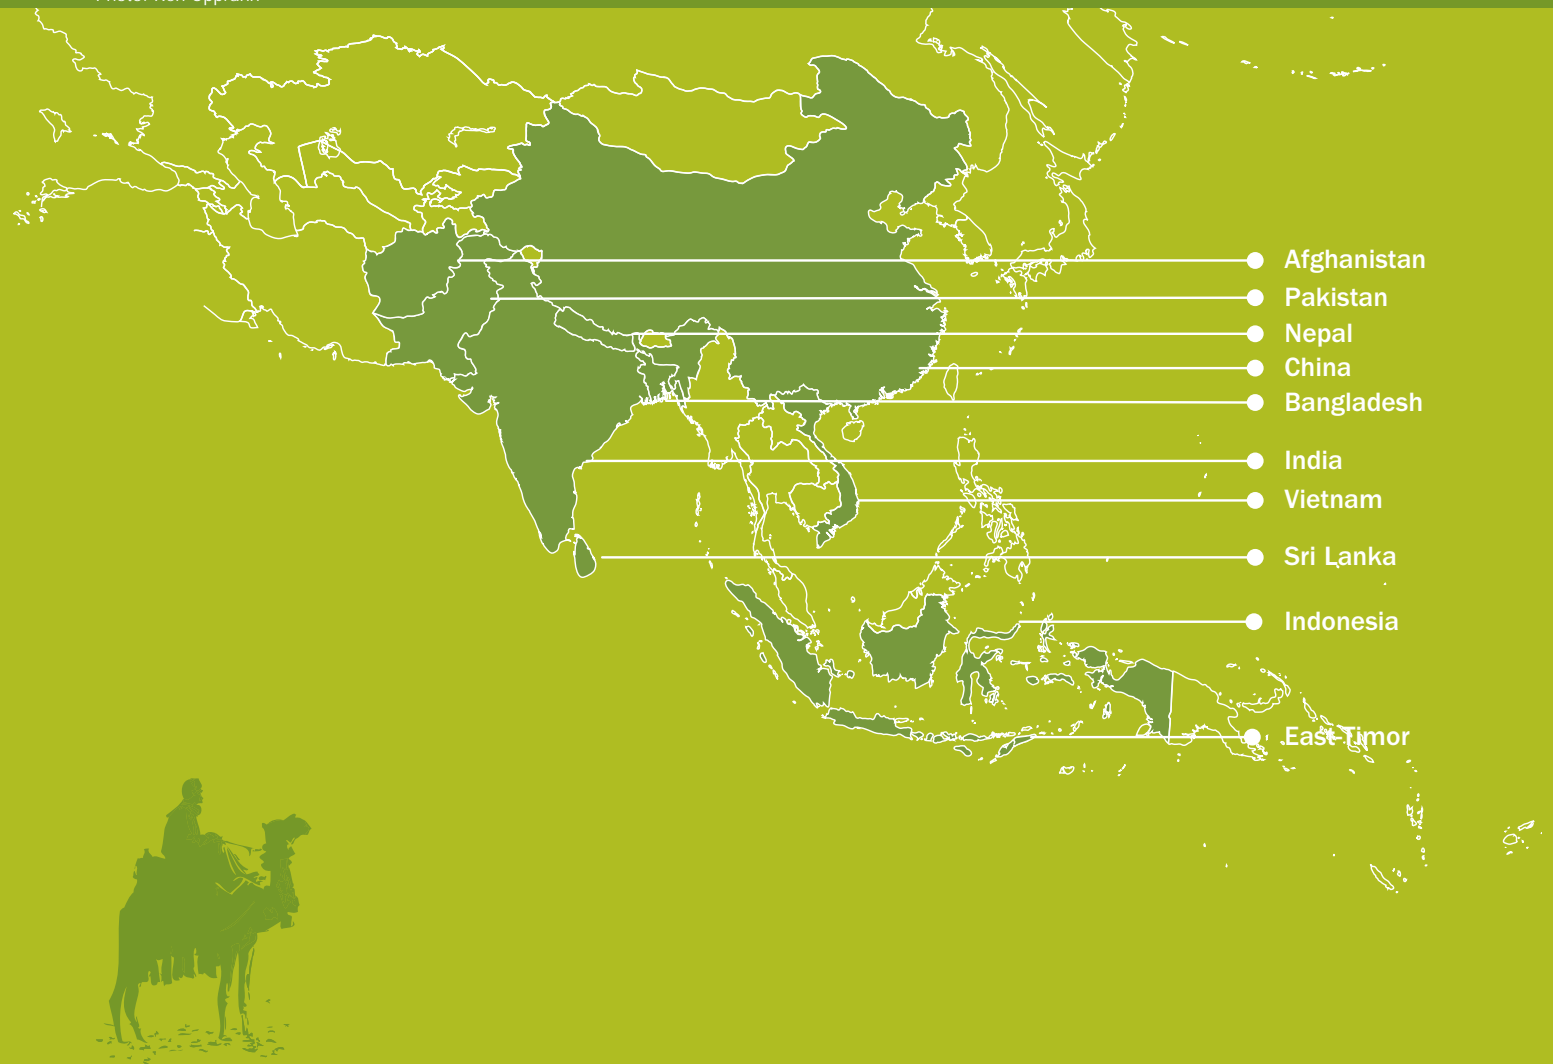 Afghanistan
Pakistan
Nepal
China
Bangladesh
India
Vietnam
Sri Lanka
Indonesia
East-Timor